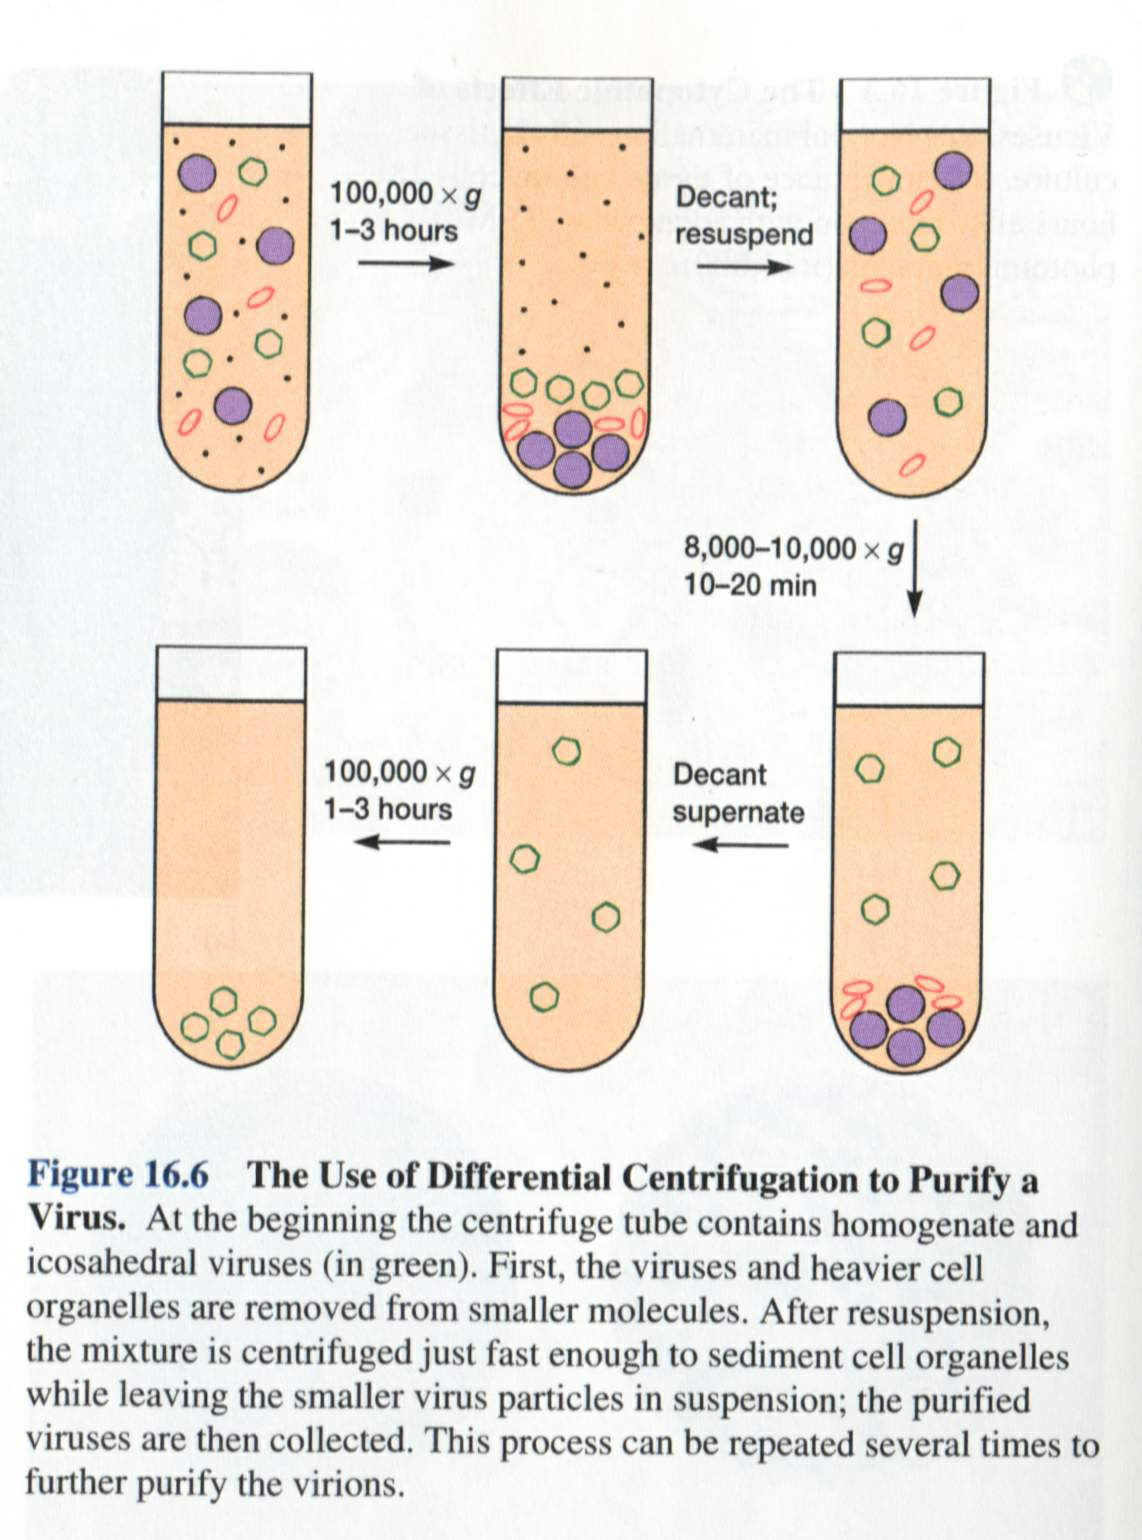 100,000 × g
1–3 hours
Decant;
resuspend
8,000–10,000 × g
10–20 min
Decant
supernate
100,000 × g
1–3 hours
Figure 16.6 The Use of Differential Centrifugation to Purify a
Virus. At the beginning the centrifuge tube contains homogenate and
icosahedral viruses (in green). First, the viruses and heavier cell
organelles are removed from smaller molecules. After resuspension,
the mixture is centrifuged just fast enough to sediment cell organelles
while leaving the smaller virus particles in suspension; the purified
viruses are then collected. This process can be repeated several times to
further purify the virions.